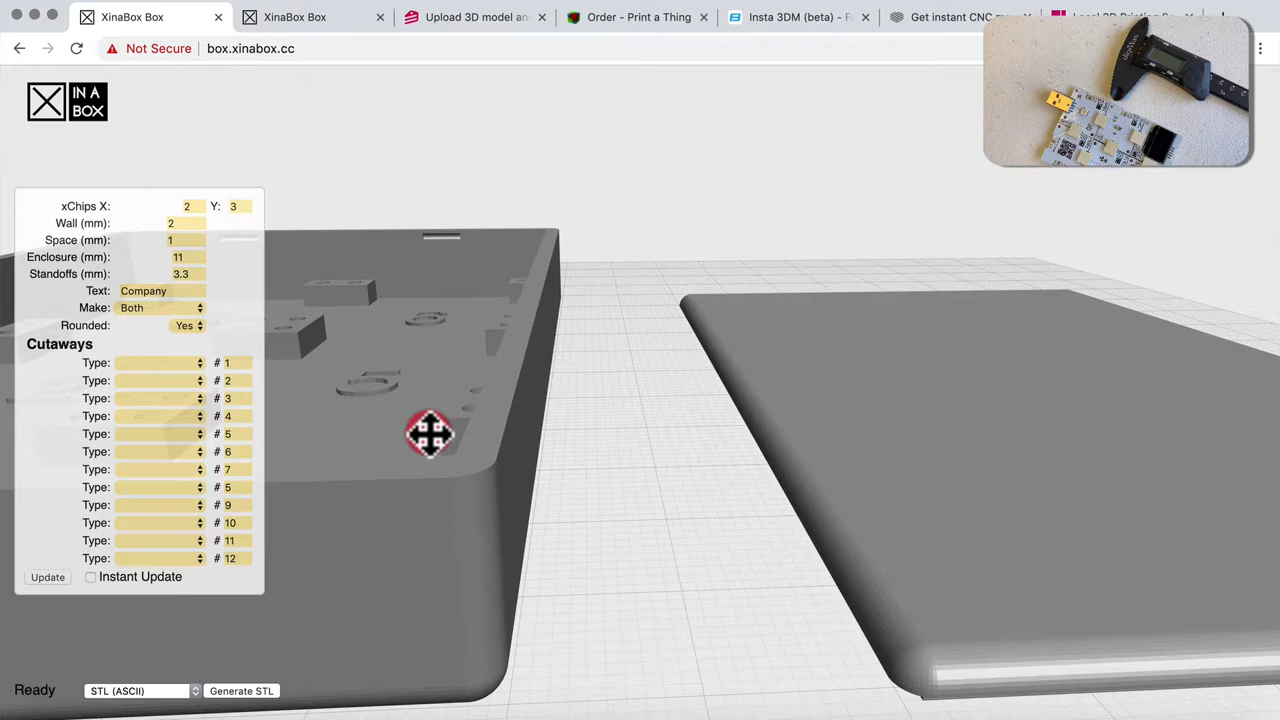 XinaBox Box
XinaBox Box
Upload 3D model an
Order - Print a Thing
Insta 3DM (beta) - F
Get instant CNC
Not Secure
box.xinabox.cc
IN A
BOX
xChips X: 2 Y: 3
Wall (mm): 2
Space (mm): 1
Enclosure (mm): 11
Standoffs (mm): 3.3
Text: Company
Make: Both
Rounded: Yes
Cutaways
Type: # 1
Type: # 2
Type: # 3
Type: # 4
Type: # 5
Type: # 6
Type: # 7
Type: # 5
Type: # 9
Type: # 10
Type: # 11
Type: # 12
Update
Instant Update
Ready
STL (ASCII)
Generate STL